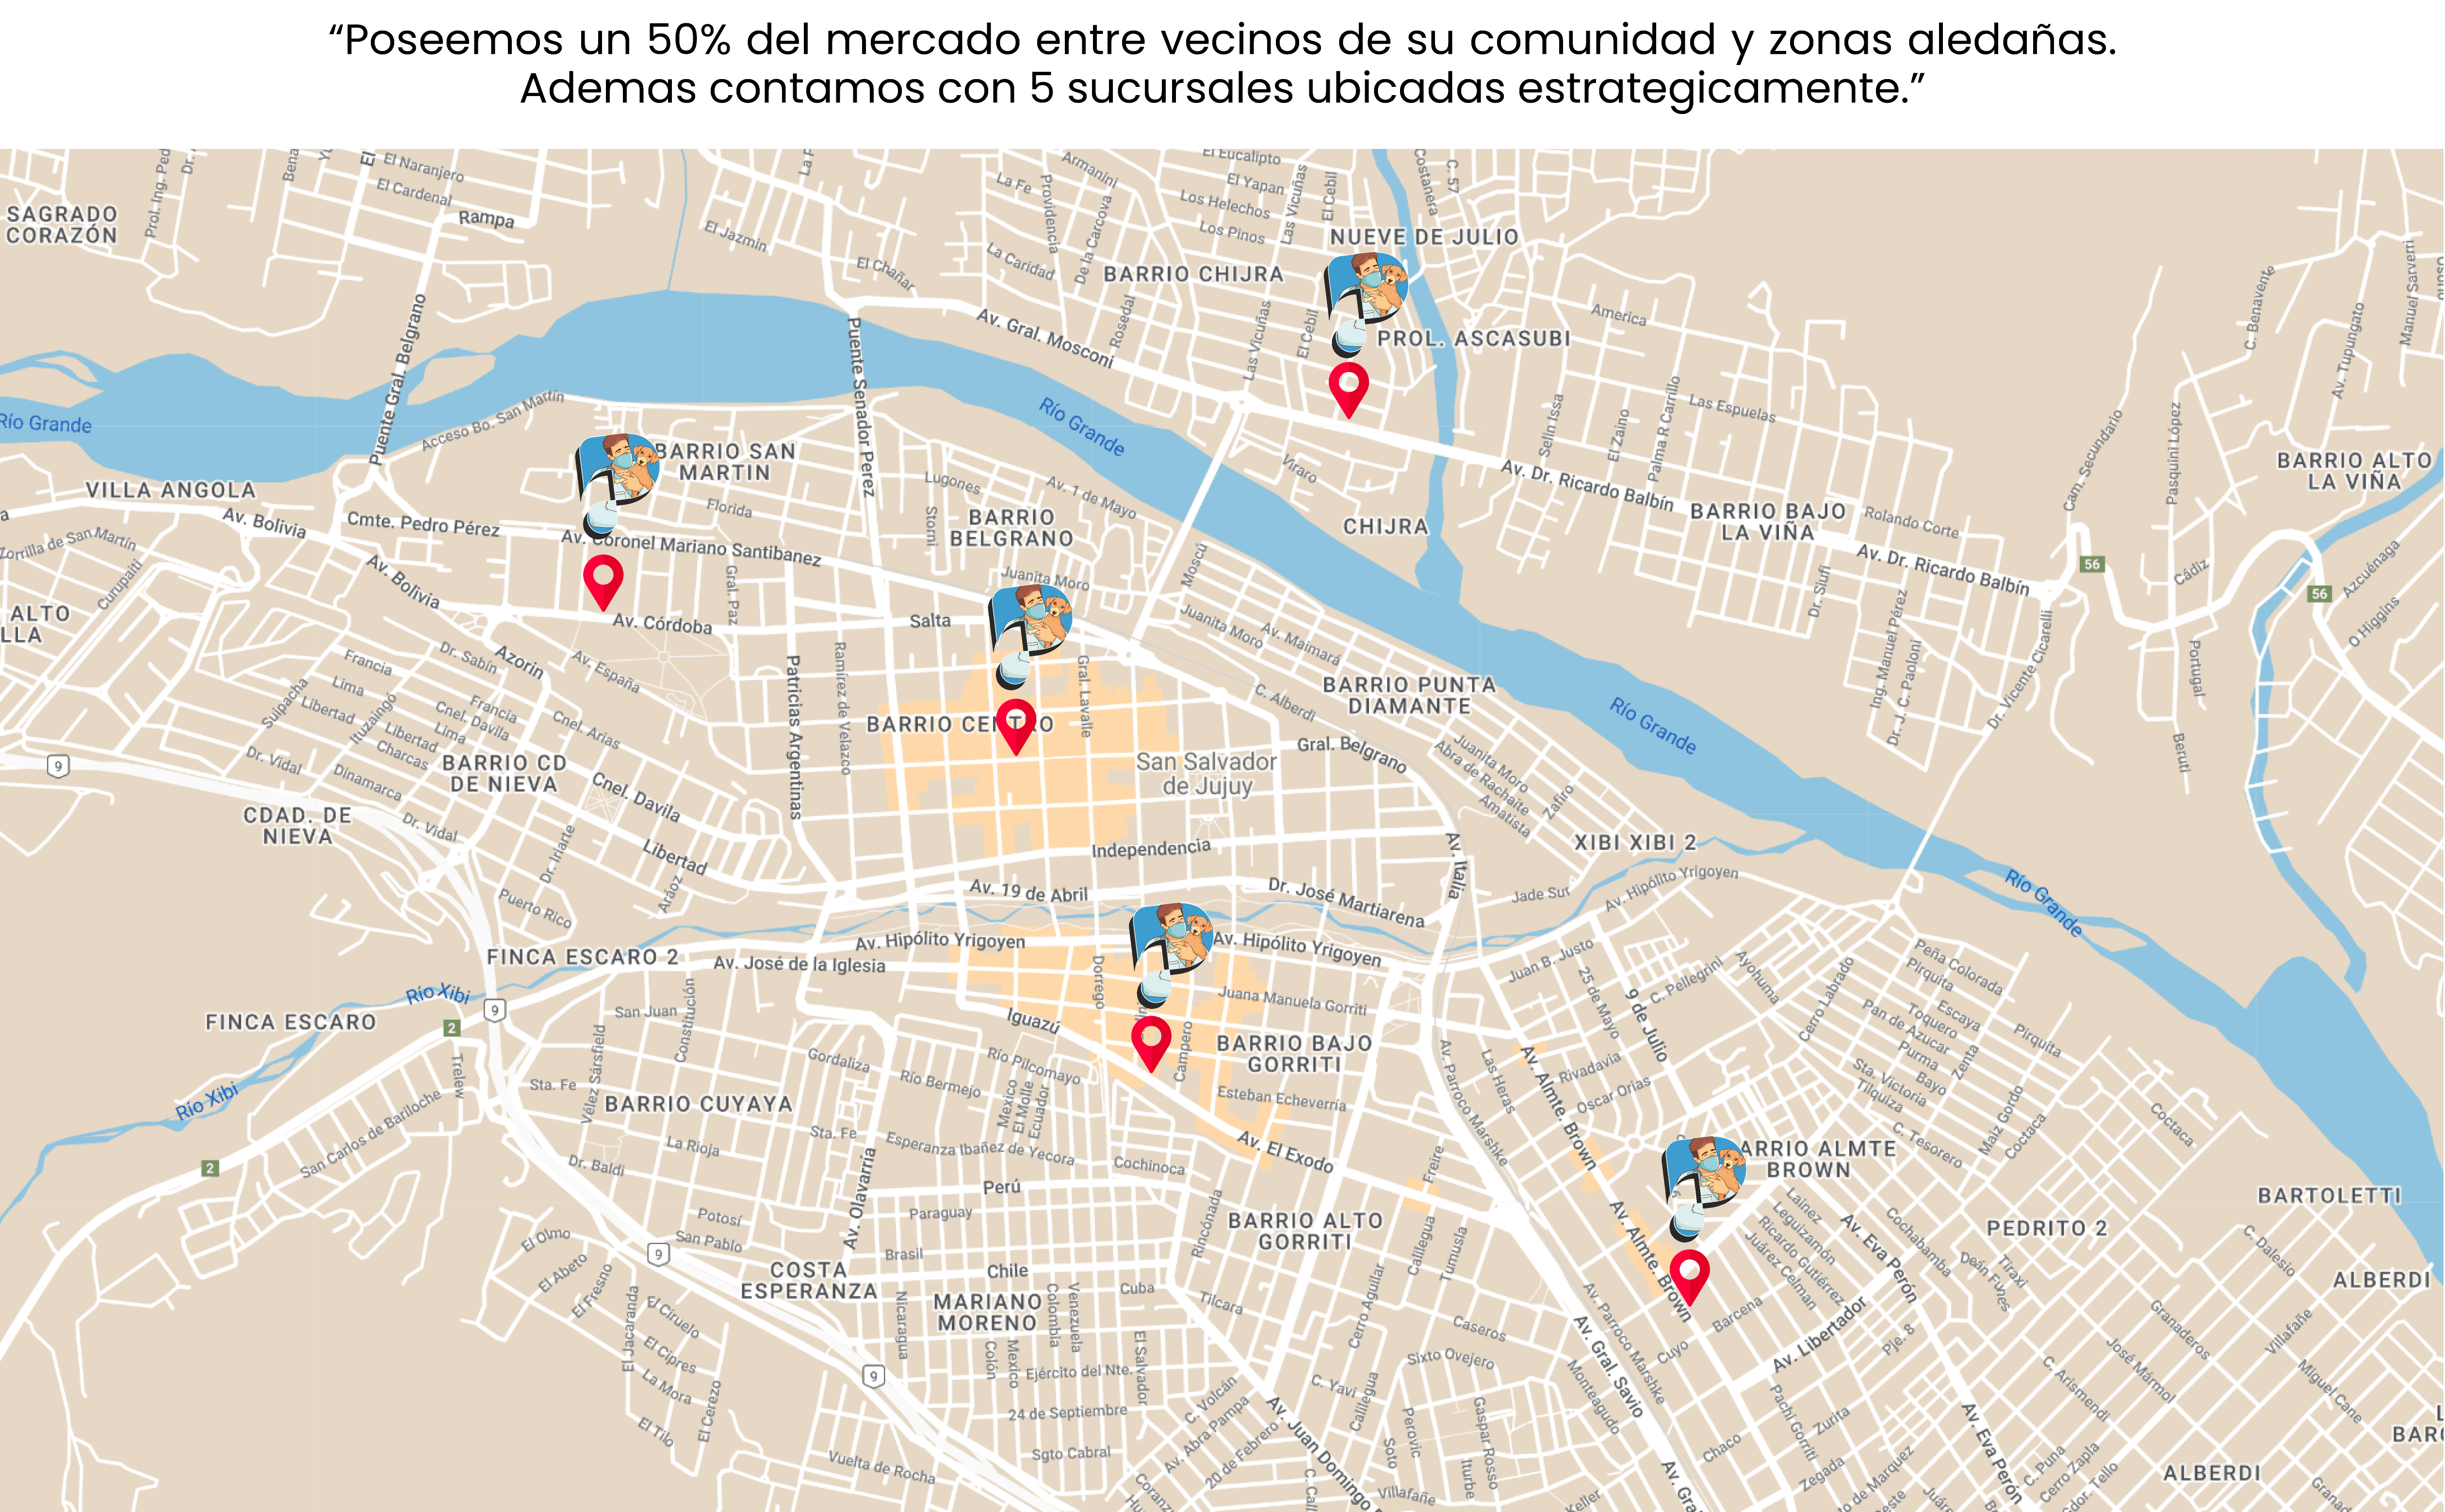 “Poseemos un 50% del mercado entre vecinos de su comunidad y zonas aledañas.
Ademas contamos con 5 sucursales ubicadas estrategicamente.”
El Naranjero
El Cardenal
Rampa
SAGRADO
CORAZÓN
Prol. Ing. Ped
El Jazmin
El Chañar
La Fe
Armanini
Providencia
La Caridad
De la Carcova
El Eucalipto
El Yapan
Los Helechos
Los Pinos
Las Vicuñas
El Cebil
Costanera
C. 57
NUEVE DE JULIO
BARRIO CHIJRA
PROL. ASCASUBI
America
C. Benavente
Av. Tupungato
Manuel Sarverri
Puente Gral. Belgrano
Puente Senador Perez
Av. Gral. Mosconi
Rosedal
Las Vicuñas
El Cebil
Río Grande
Río Grande
Acceso Bo. San Martín
BARRIO SAN
MARTIN
VILLA ANGOLA
Florida
Lugones
Av. 1 de Mayo
Storni
BARRIO
BELGRANO
Viraro
CHIJRA
Selin Issa
El Zaino
Palma R Carrillo
Las Espuelas
Av. Dr. Ricardo Balbín
BARRIO BAJO
LA VIÑA
Rolando Corte
Av. Dr. Ricardo Balbín
Cam. Secundario
Pasquini López
BARRIO ALTO
LA VIÑA
56
56
Cádiz
Azcuénaga
O Higgins
Av. Bolivia
Cmte. Pedro Pérez
Av. Coronel Mariano Santibanez
Zorrilla de San Martín
Curupaiti
Av. Bolivia
Gral. Paz
Av. Córdoba
Salta
Juanita Moro
Moscú
Juanita Moro
Av. Maimará
Dr. Siufi
Ing. Manuel Pérez
Dr. J. C. Paoloni
Dr. Vicente Cicarelli
Portugal
Beruti
ALTO
LLA
Francia
Lima
Libertad
Suipacha
Ituzaingó
Dr. Sabín
Azorin
Av. España
Francia
Cnel. Davila
Lima
Libertad
Charcas
Cnel. Arias
Patricias Argentinas
Ramírez de Velazco
Gral. Lavalle
C. Alberdi
BARRIO PUNTA
DIAMANTE
Río Grande
9
Dr. Vidal
Dinamarca
BARRIO CD
DE NIEVA
Cnel. Davila
San Salvador
de Jujuy
Gral. Belgrano
Juanita Moro
Abra de Rachaite
Amatista
Zafiro
CDAD. DE
NIEVA
Dr. Vidal
Dr. Iriarte
Libertad
Aráoz
Puerto Rico
Independencia
Av. 19 de Abril
Dr. José Martiarena
Av. Italia
XIBI XIBI 2
Jade Sur
Av. Hipólito Yrigoyen
Río Grande
FINCA ESCARO 2
Av. José de la Iglesia
Av. Hipólito Yrigoyen
Av. Hipólito Yrigoyen
Juan B. Justo
25 de Mayo
9 de Julio
C. Pellegrini
Ayohuma
Cerro Labrado
Peña Colorada
Pirquita
Escaya
Toquero
Pan de Azucar
Purma
Bayo
Zenta
Pirquita
Río Xibi
9
2
FINCA ESCARO
San Juan
Constitución
Vélez Sársfield
Trelew
Iguazú
Dorrego
Juana Manuela Gorriti
Campero
BARRIO BAJO
GORRITI
Gordaliza
Río Bermejo
Río Pilcomayo
Mexico
El Molle
Ecuador
Esteban Echeverría
Av. Parroco Marshke
Las Heras
Av. Almte. Brown
Rivadavia
Oscar Orias
Sta. Victoria
Tilquiza
C. Tesorero
Maiz Gordo
Coctaca
Coctaca
Río Xibi
San Carlos de Bariloche
2
Sta. Fe
BARRIO CUYAYA
La Rioja
Dr. Baldi
Sta. Fe
Esperanza Ibañez de Yecora
Cochinoca
Av. El Exodo
Freire
Av. Olavarría
Perú
Paraguay
Brasil
Chile
Potosí
San Pablo
9
El Olmo
El Abeto
El Fresno
El Jacaranda
El Ciruelo
El Cipres
La Mora
El Tilo
El Cerezo
COSTA
ESPERANZA
MARIANO
MORENO
Nicaragua
Colombia
Venezuela
Colón
Mexico
Cuba
El Salvador
Ejército del Nte.
24 de Septiembre
Sgto Cabral
9
Vuelta de Rocha
Rincónada
BARRIO ALTO
GORRITI
Tilcara
Cerro Aguilar
Calilegua
Tumusla
Caseros
Sixto Ovejero
C. Yavi
Calilegua
C. Volcán
Av. Abra Pampa
20 de Febrero
Av. Juan Domingo
Soto
Perovic
Gaspar Rosso
Iturbe
Villafañe
Keller
ARRIO ALMTE
BROWN
Av. Almte. Brown
Laínez
Leguizamón
Ricardo Gutiérrez
Juárez Celman
Av. Eva Perón
Cochabamba
PEDRITO 2
Deán Funes
Tiraxi
BARTOLETTI
C. Dalesio
ALBERDI
Barcena
Cuyo
Av. Libertador
Pje. 8
Av. Parroco Marshke
Av. Gral. Savio
Monteagudo
Pachi Gorriti
Zurita
Chaco
Zegada
Av. Eva Perón
C. Arismendi
José Mármol
Granaderos
Villafañe
Miguel Cane
C. Puna
Cerro Zapla
ALBERDI